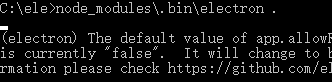 C:\ele>node_modules\.bin\electron .
(electron) The default value of app.allowR
is currently "false".  It will change to b
rmation please check https://github.com/e